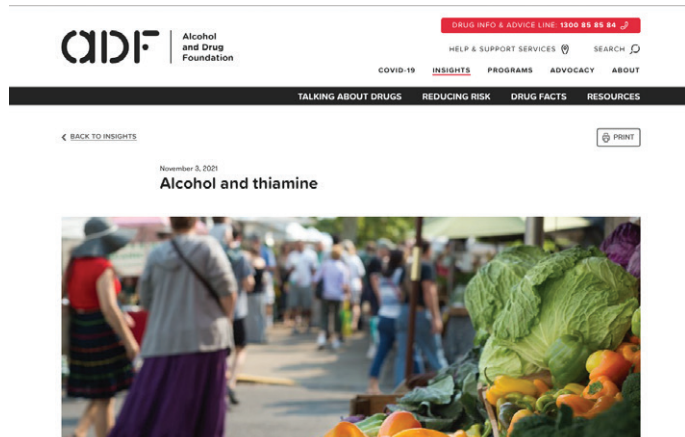 DRUG INFO & ADVICE LINE: 1300 85 85 84
aDF
Alcohol
and Drug
Foundation
HELP & SUPPORT SERVICES
SEARCH
COVID-19 INSIGHTS PROGRAMS ADVOCACY ABOUT
TALKING ABOUT DRUGS REDUCING RISK DRUG FACTS RESOURCES
BACK TO INSIGHTS
PRINT
November 3, 2021
Alcohol and thiamine